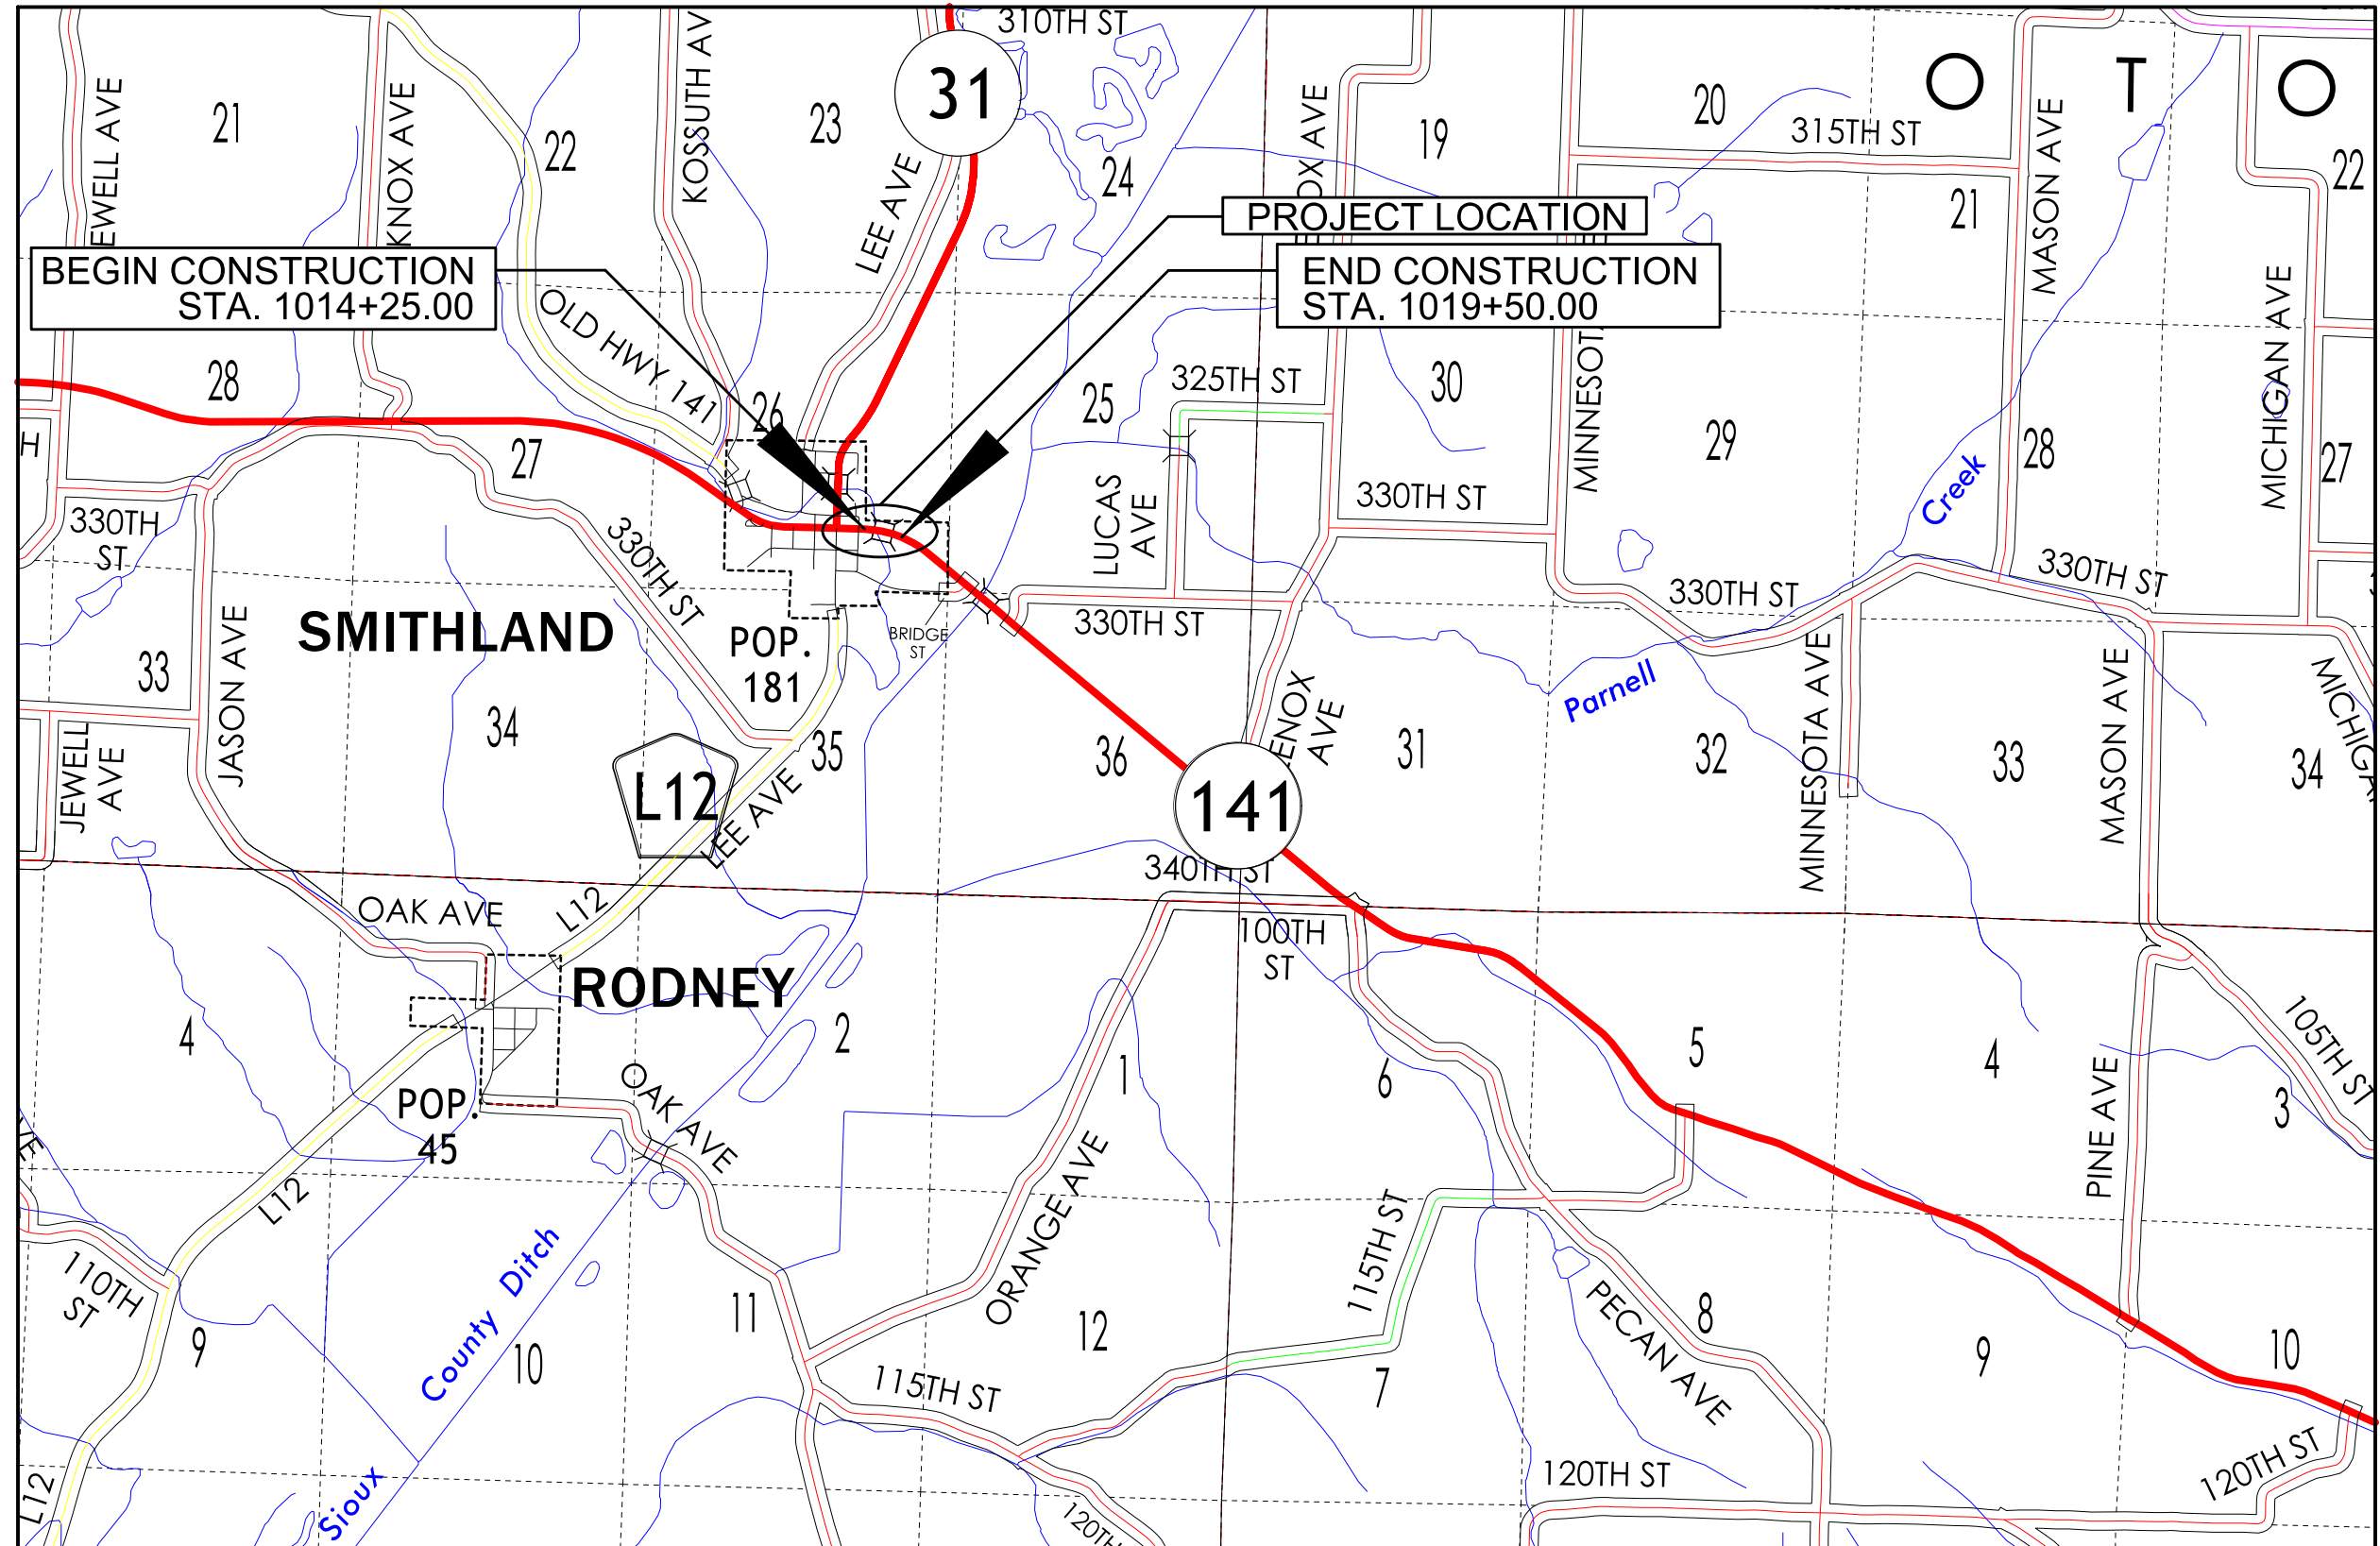 310TH ST
31
O T O
EWELL AVE
21
KNOX AVE
22
KOSSUTH AV
23
LEE AVE
24
OX AVE
19
20
315TH ST
21
MASON AVE
22
PROJECT LOCATION
BEGIN CONSTRUCTION
STA. 1014+25.00
END CONSTRUCTION
STA. 1019+50.00
OLD HWY 141
28
27
26
25
325TH ST
30
MINNESOT
29
28
MICHIGAN AVE
27
H
330TH
ST
330TH ST
LUCAS
AVE
330TH ST
Creek
330TH ST
330TH ST
330TH ST
SMITHLAND
POP.
181
BRIDGE
ST
33
JASON AVE
34
35
36
ENOX
AVE
31
Parnell
32
MINNESOTA AVE
33
MASON AVE
34
MICHIGA
JEWELL
AVE
L12
LEE AVE
141
340TH ST
100TH
ST
OAK AVE
L12
RODNEY
POP.
45
4
2
1
6
5
4
3
105TH ST
PINE AVE
OAK AVE
VE
L12
110TH
ST
ORANGE AVE
115TH ST
PECAN AVE
9
County Ditch
10
11
12
7
8
9
10
115TH ST
120TH ST
120TH ST
120TH
L12
Sioux